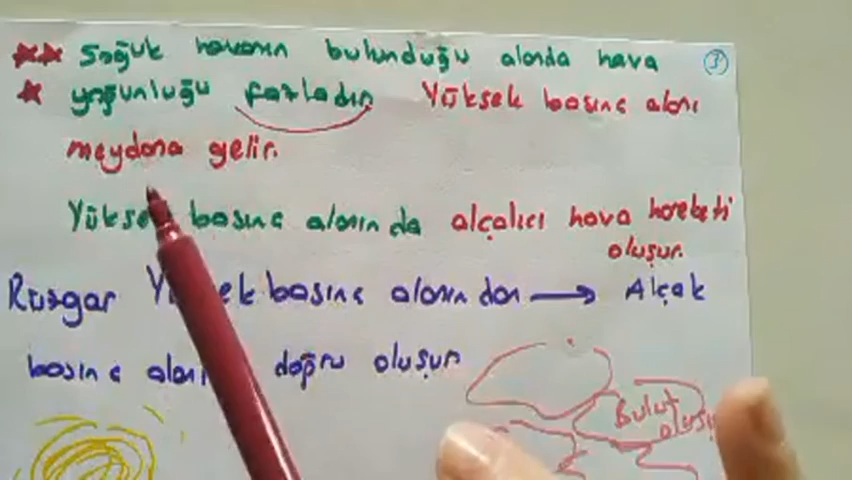 Soğuk havanın bulunduğu alanda hava
yoğunluğu fazladır Yüksek basınç alanı
meydana gelir.
Yüksek basınç alanında alçalıcı hava hareketi
oluşur.
Rüzgar Yüksek basınç alanından → Alçak
basınç doğru oluşur
Bulut
3